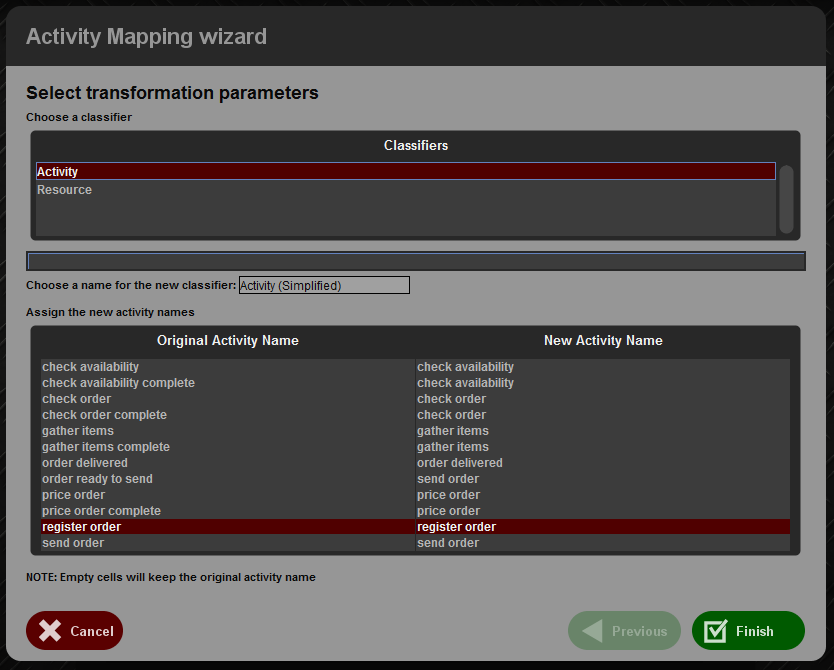 Activity Mapping wizard
Select transformation parameters
Choose a classifier
Classifiers
Activity
Resource
Choose a name for the new classifier: Activity (Simplified)
Assign the new activity names
Original Activity Name New Activity Name
check availability check availability
check availability complete check availability
check order check order
check order complete check order
gather items gather items
gather items complete gather items
order delivered order delivered
order ready to send send order
price order price order
price order complete price order
register order register order
send order send order
NOTE: Empty cells will keep the original activity name
Cancel Previous Finish